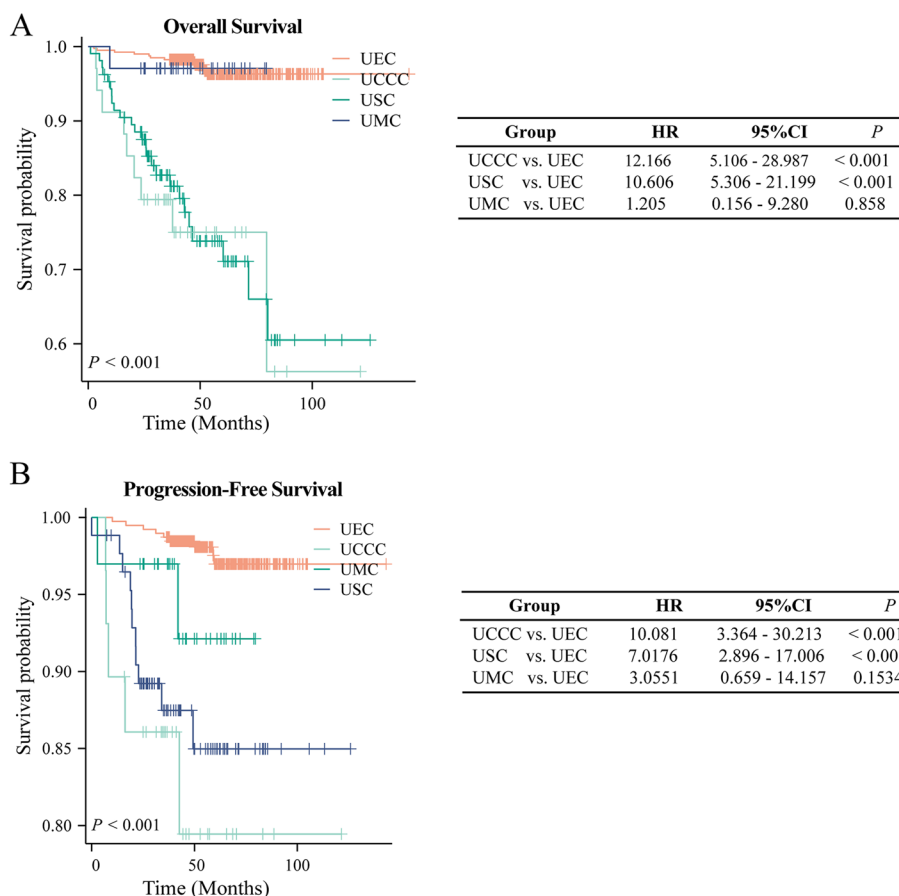 A
Overall Survival
Survival probability
1.0
0.9
0.8
0.7
0.6
UEC
UCCC
USC
UMC
P < 0.001
0 50 100
Time (Months)
Group HR 95%CI P
UCCC vs. UEC 12.166 5.106 - 28.987 < 0.001
USC vs. UEC 10.606 5.306 - 21.199 < 0.001
UMC vs. UEC 1.205 0.156 - 9.280 0.858
B
Progression-Free Survival
Survival probability
1.00
0.95
0.90
0.85
0.80
UEC
UCCC
UMC
USC
P < 0.001
0 50 100
Time (Months)
Group HR 95%CI P
UCCC vs. UEC 10.081 3.364 - 30.213 < 0.001
USC vs. UEC 7.0176 2.896 - 17.006 < 0.00
UMC vs. UEC 3.0551 0.659 - 14.157 0.1534